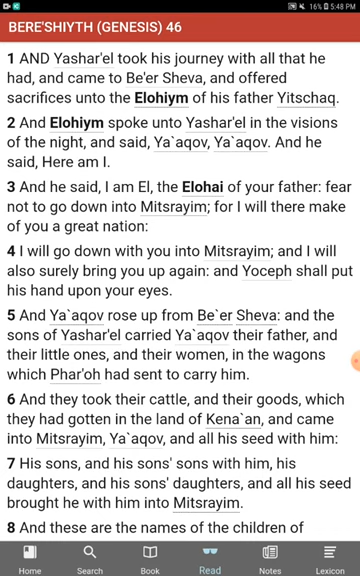 16% 5:48 PM
BERE'SHIYTH (GENESIS) 46
1 AND Yashar'el took his journey with all that he
had, and came to Be'er Sheva, and offered
sacrifices unto the Elohiym of his father Yitschaq.
2 And Elohiym spoke unto Yashar'el in the visions
of the night, and said, Ya`aqov, Ya`aqov. And he
said, Here am I.
3 And he said, I am El, the Elohai of your father: fear
not to go down into Mitsrayim; for I will there make
of you a great nation:
4 I will go down with you into Mitsrayim; and I will
also surely bring you up again: and Yoceph shall put
his hand upon your eyes.
5 And Ya`aqov rose up from Be`er Sheva: and the
sons of Yashar'el carried Ya`aqov their father, and
their little ones, and their women, in the wagons
which Phar'oh had sent to carry him.
6 And they took their cattle, and their goods, which
they had gotten in the land of Kena`an, and came
into Mitsrayim, Ya`aqov, and all his seed with him:
7 His sons, and his sons' sons with him, his
daughters, and his sons' daughters, and all his seed
brought he with him into Mitsrayim.
8 And these are the names of the children of
Home Search Book Read Notes Lexicon